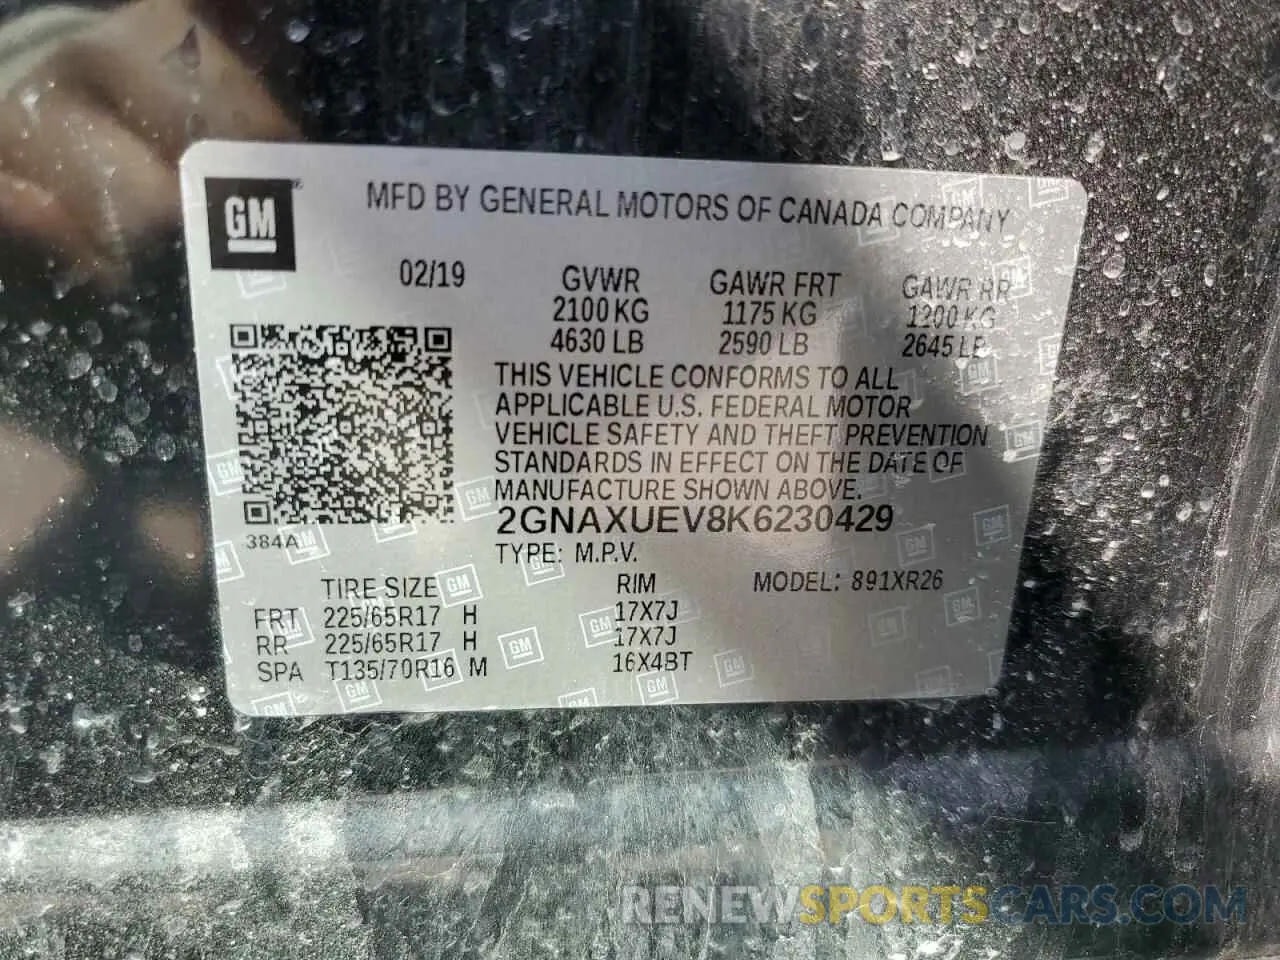 GM
MFD BY GENERAL MOTORS OF CANADA COMPANY
02/19
GVWR GAWR FRT GAWR RR
2100 KG 1175 KG 1200 KG
4630 LB 2590 LB 2645 LB
THIS VEHICLE CONFORMS TO ALL
APPLICABLE U.S. FEDERAL MOTOR
VEHICLE SAFETY AND THEFT PREVENTION
STANDARDS IN EFFECT ON THE DATE OF
MANUFACTURE SHOWN ABOVE.
2GNAXUEV8K6230429
384A
TYPE: M.P.V.
TIRE SIZE RIM MODEL: 891XR26
FRT 225/65R17 H 17X7J
RR 225/65R17 H 17X7J
SPA T135/70R16 M 16X4BT
RENEWSPORTSCARS.COM